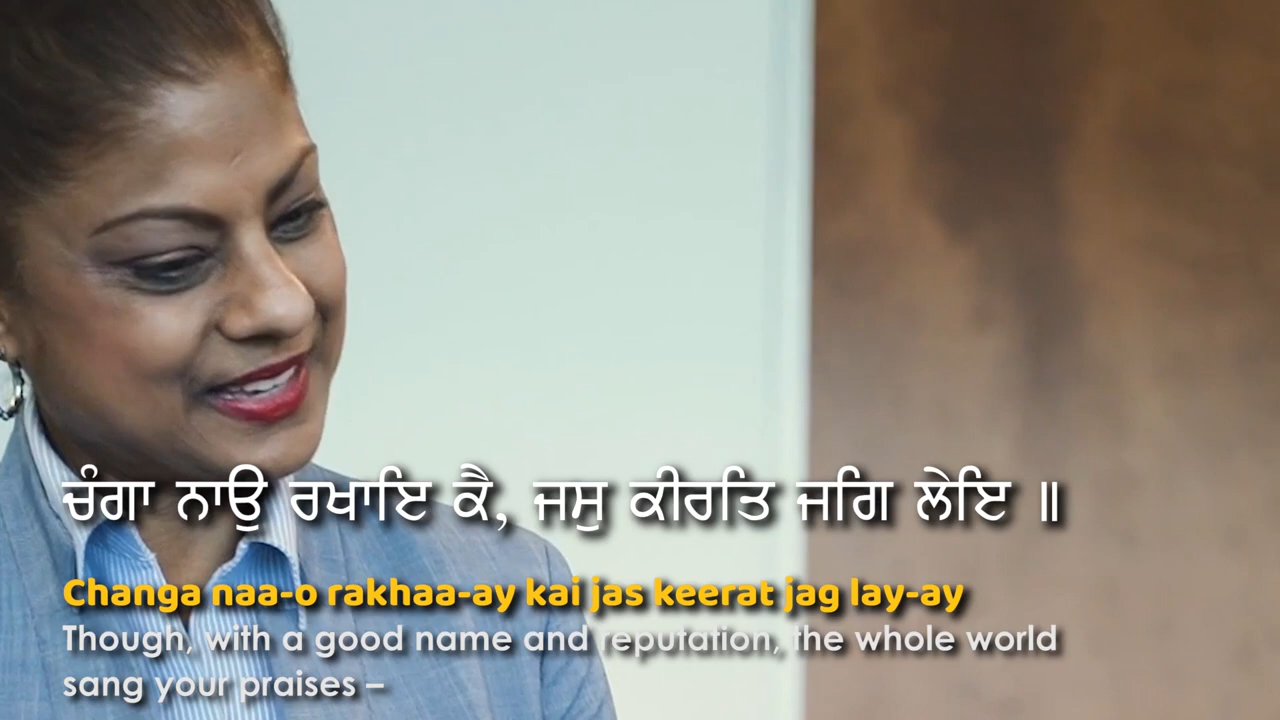 ਚੰਗਾ ਨਾਉ ਰਖਾਇ ਕੈ, ਜਸੁ ਕੀਰਤਿ ਜਗਿ ਲੇਇ ॥
Changa naa-o rakhaa-ay kai jas keerat jag lay-ay
Though, with a good name and reputation, the whole world
sang your praises –